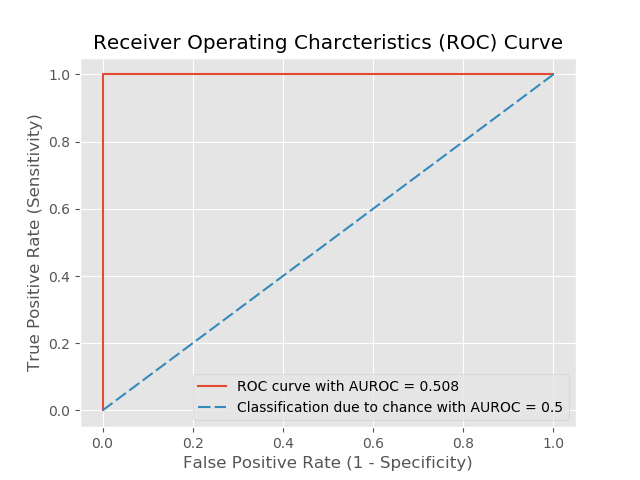 Receiver Operating Charcteristics (ROC) Curve
1.0
0.8
0.6
0.4
0.2
0.0
True Positive Rate (Sensitivity)
ROC curve with AUROC = 0.508
Classification due to chance with AUROC = 0.5
0.0 0.2 0.4 0.6 0.8 1.0
False Positive Rate (1 - Specificity)